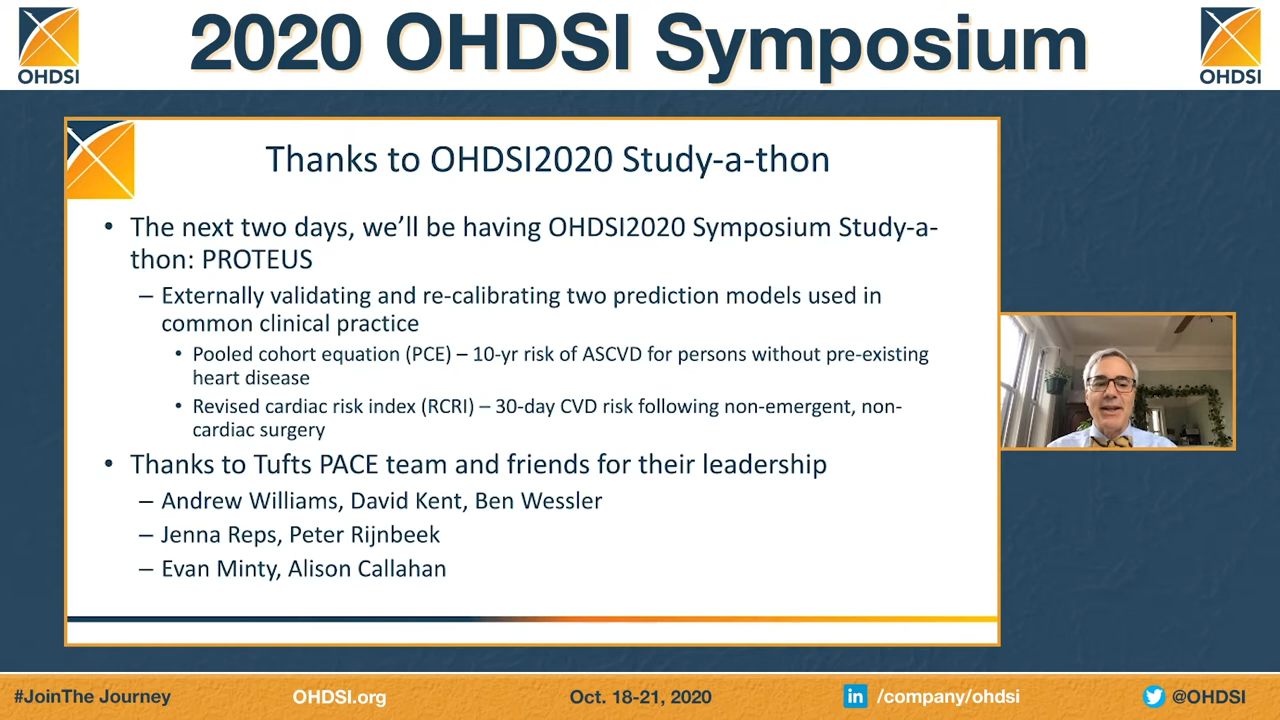 2020 OHDSI Symposium
OHDSI
OHDSI
Thanks to OHDSI2020 Study-a-thon
• The next two days, we'll be having OHDSI2020 Symposium Study-a-
thon: PROTEUS
– Externally validating and re-calibrating two prediction models used in
common clinical practice
• Pooled cohort equation (PCE) – 10-yr risk of ASCVD for persons without pre-existing
heart disease
• Revised cardiac risk index (RCRI) – 30-day CVD risk following non-emergent, non-
cardiac surgery
• Thanks to Tufts PACE team and friends for their leadership
– Andrew Williams, David Kent, Ben Wessler
– Jenna Reps, Peter Rijnbeek
– Evan Minty, Alison Callahan
#JoinThe Journey
OHDSI.org
Oct. 18-21, 2020
in /company/ohdsi
@OHDSI